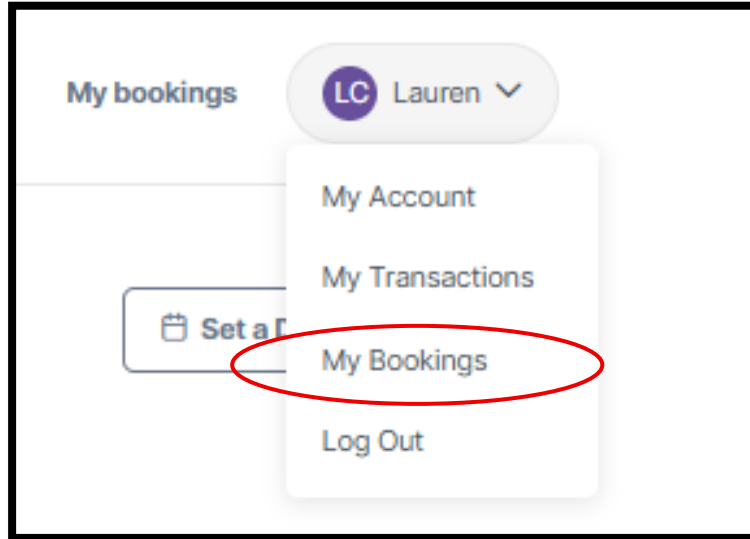 My bookings
LC Lauren
My Account
My Transactions
Set a
My Bookings
Log Out